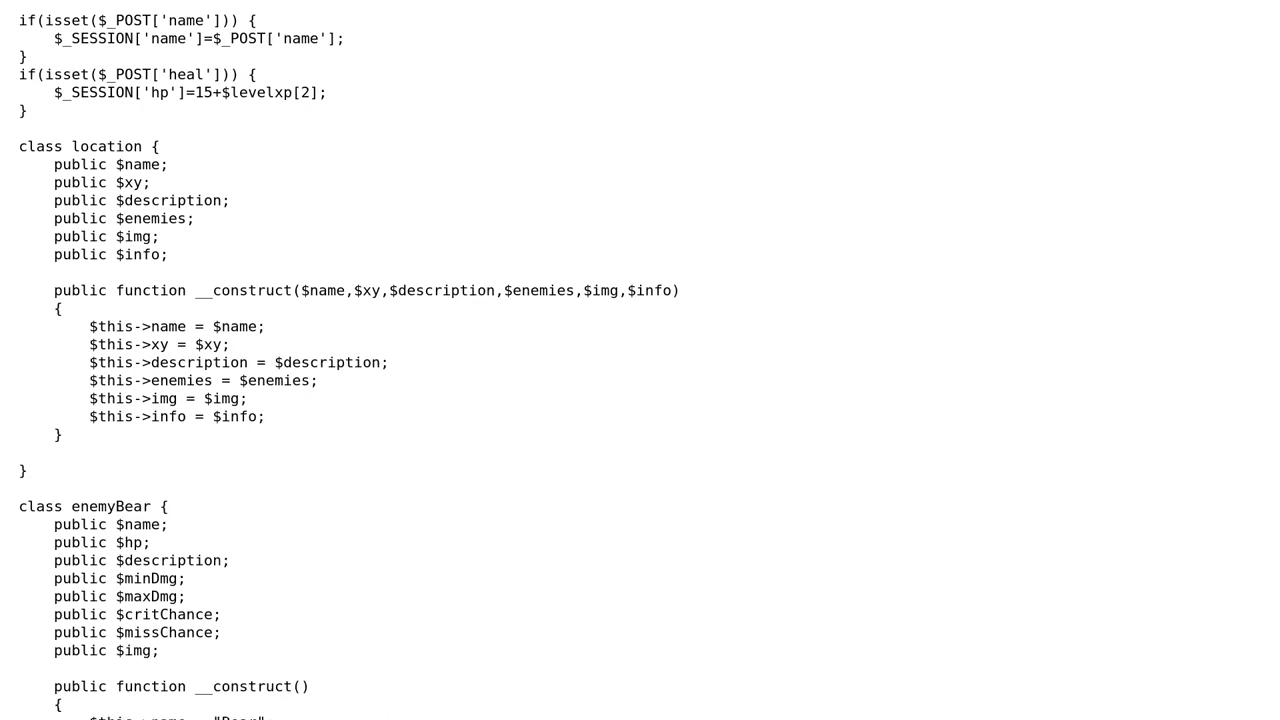 if(isset($_POST['name'])) {
    $_SESSION['name']=$_POST['name'];
}
if(isset($_POST['heal'])) {
    $_SESSION['hp']=15+$levelxp[2];
}

class location {
    public $name;
    public $xy;
    public $description;
    public $enemies;
    public $img;
    public $info;

    public function __construct($name,$xy,$description,$enemies,$img,$info)
    {
        $this->name = $name;
        $this->xy = $xy;
        $this->description = $description;
        $this->enemies = $enemies;
        $this->img = $img;
        $this->info = $info;
    }

}

class enemyBear {
    public $name;
    public $hp;
    public $description;
    public $minDmg;
    public $maxDmg;
    public $critChance;
    public $missChance;
    public $img;

    public function __construct()
    {
        $this->name = "Bear";